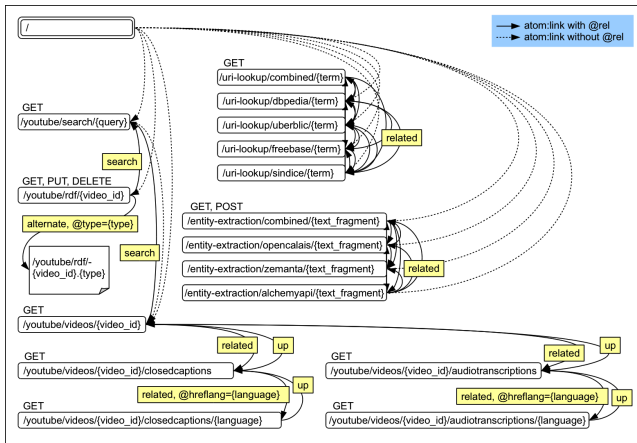 /
atom:link with @rel
atom:link without @rel
GET
/uri-lookup/combined/{term}
/uri-lookup/dbpedia/{term}
/uri-lookup/uberblic/{term}
/uri-lookup/freebase/{term}
/uri-lookup/sindice/{term}
related
GET
/youtube/search/{query}
search
GET, PUT, DELETE
/youtube/rdf/{video_id}
alternate, @type={type}
/youtube/rdf/-
{video_id}.{type}
search
GET, POST
/entity-extraction/combined/{text_fragment}
/entity-extraction/opencalais/{text_fragment}
/entity-extraction/zemanta/{text_fragment}
/entity-extraction/alchemyapi/{text_fragment}
related
GET
/youtube/videos/{video_id}
related
up
related
up
GET
/youtube/videos/{video_id}/closedcaptions
GET
/youtube/videos/{video_id}/audiotranscriptions
related, @hreflang={language}
up
related, @hreflang={language}
up
GET
/youtube/videos/{video_id}/closedcaptions/{language}
GET
/youtube/videos/{video_id}/audiotranscriptions/{language}